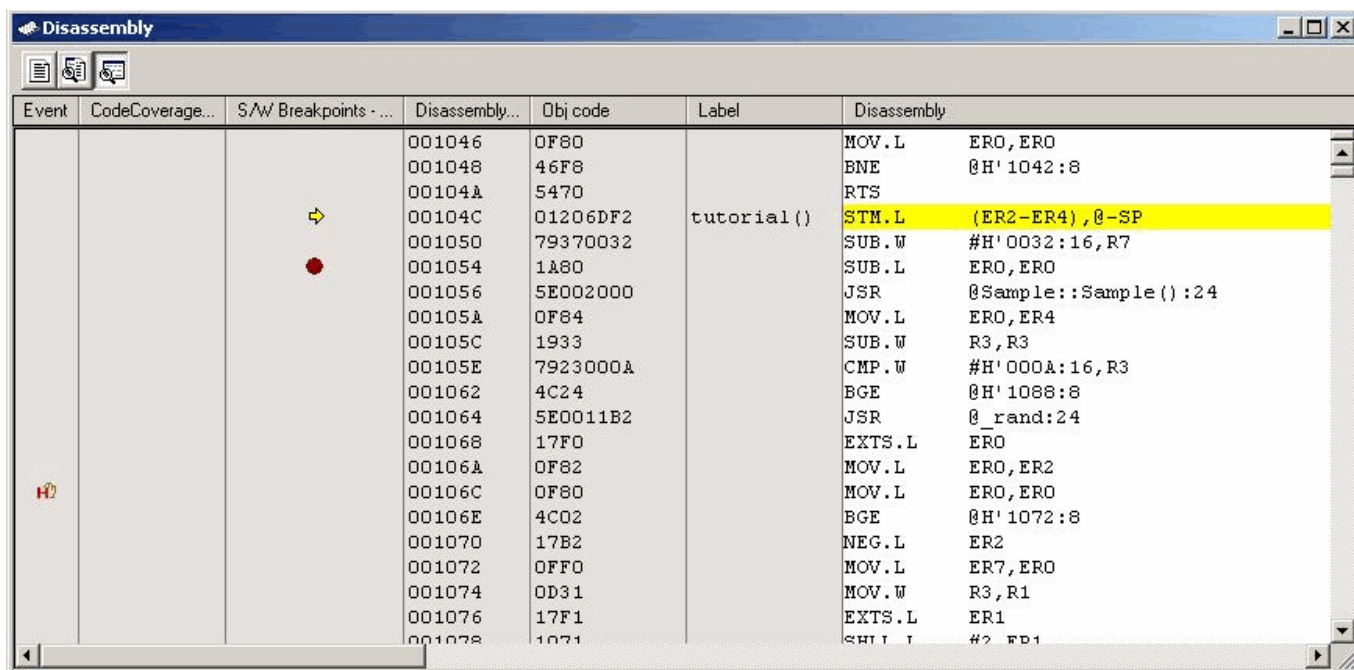 Disassembly
Event CodeCoverage... S/W Breakpoints - ... Disassembly... Obj code Label Disassembly
001046 0F80 MOV.L ER0,ER0
001048 46F8 BNE @H'1042:8
00104A 5470 RTS
00104C 01206DF2 tutorial() STM.L (ER2-ER4),@-SP
001050 79370032 SUB.W #H'0032:16,R7
001054 1A80 SUB.L ER0,ER0
001056 5E002000 JSR @Sample::Sample():24
00105A 0F84 MOV.L ER0,ER4
00105C 1933 SUB.W R3,R3
00105E 7923000A CMP.W #H'000A:16,R3
001062 4C24 BGE @H'1088:8
001064 5E0011B2 JSR @_rand:24
001068 17F0 EXTS.L ER0
00106A 0F82 MOV.L ER0,ER2
H 00106C 0F80 MOV.L ER0,ER0
00106E 4C02 BGE @H'1072:8
001070 17B2 NEG.L ER2
001072 0FF0 MOV.L ER7,ER0
001074 0D31 MOV.W R3,R1
001076 17F1 EXTS.L ER1
001078 1071 SHLL.L #2,ER1